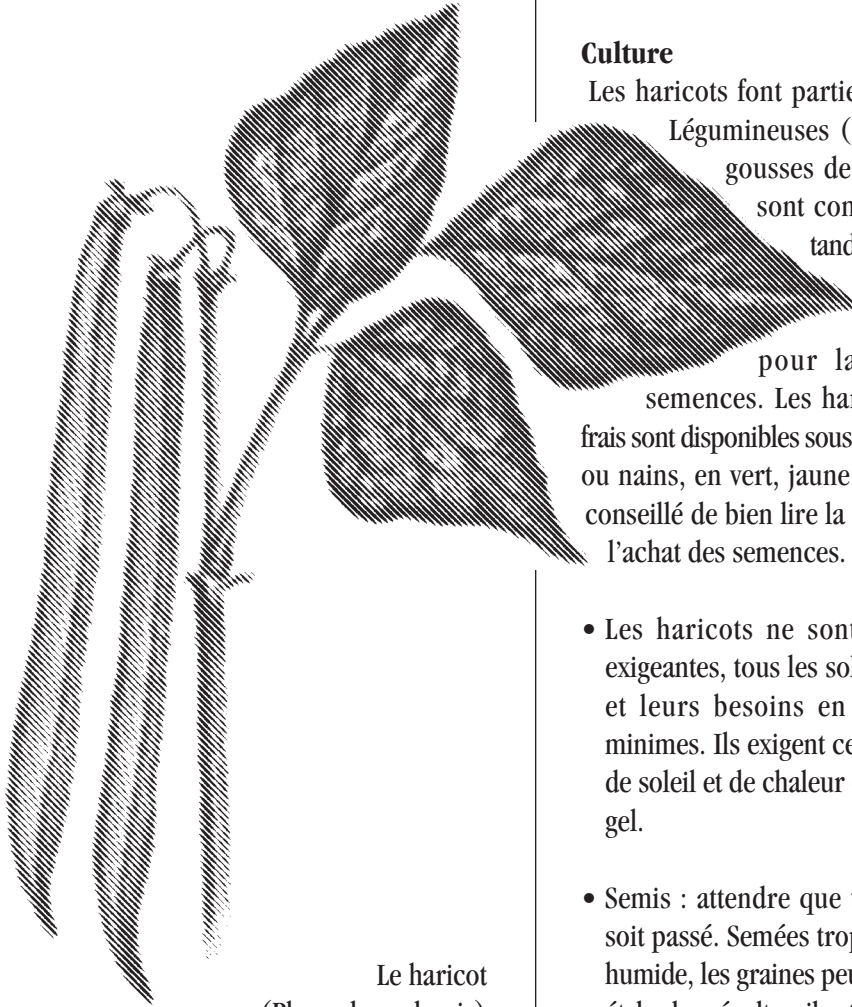 Culture
Les haricots font partie
Légumineuses (
gousses de
sont con
tand
pour la
semences. Les har
frais sont disponibles sous
ou nains, en vert, jaune
conseillé de bien lire la
l'achat des semences.
• Les haricots ne sont
exigeantes, tous les sol
et leurs besoins en
minimes. Ils exigent ce
de soleil et de chaleur
gel.
• Semis : attendre que
soit passé. Semées trop
humide, les graines peu
Le haricot